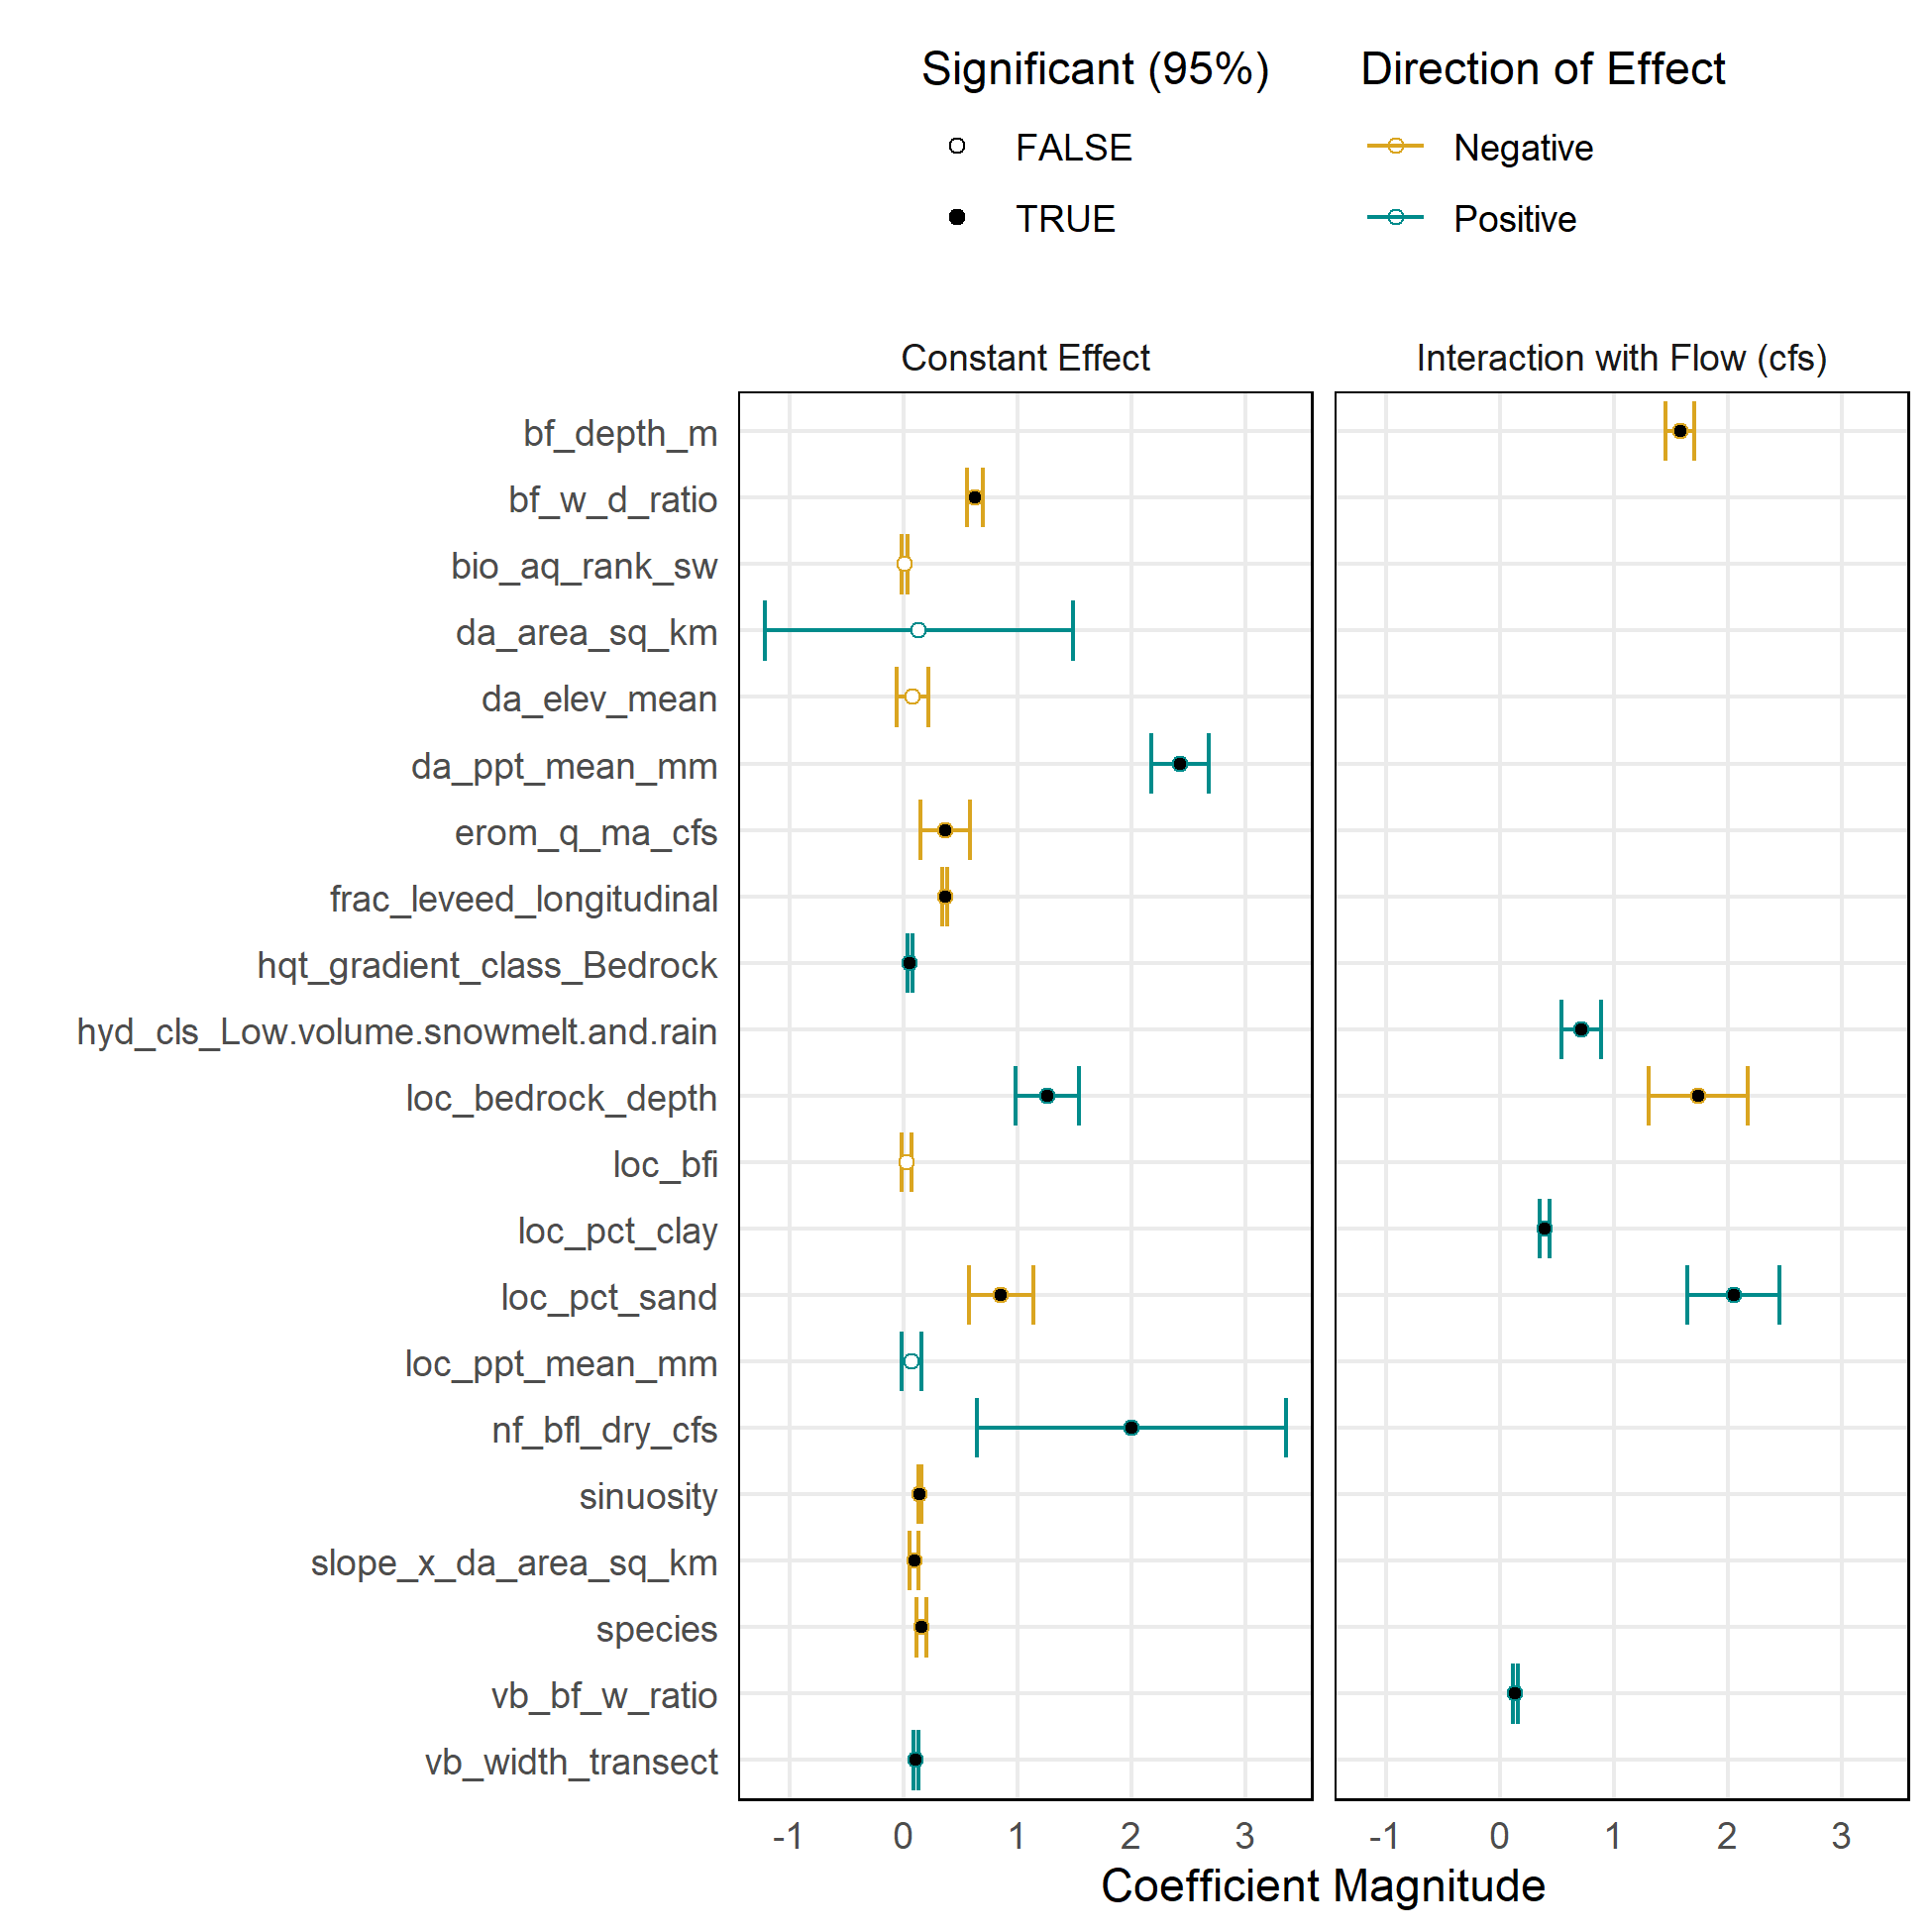 Significant (95%) Direction of Effect
FALSE Negative
TRUE Positive
Constant Effect Interaction with Flow (cfs)
bf_depth_m
bf_w_d_ratio
bio_aq_rank_sw
da_area_sq_km
da_elev_mean
da_ppt_mean_mm
erom_q_ma_cfs
frac_leveed_longitudinal
hqt_gradient_class_Bedrock
hyd_cls_Low.volume.snowmelt.and.rain
loc_bedrock_depth
loc_bfi
loc_pct_clay
loc_pct_sand
loc_ppt_mean_mm
nf_bfl_dry_cfs
sinuosity
slope_x_da_area_sq_km
species
vb_bf_w_ratio
vb_width_transect
-1 0 1 2 3 -1 0 1 2 3
Coefficient Magnitude